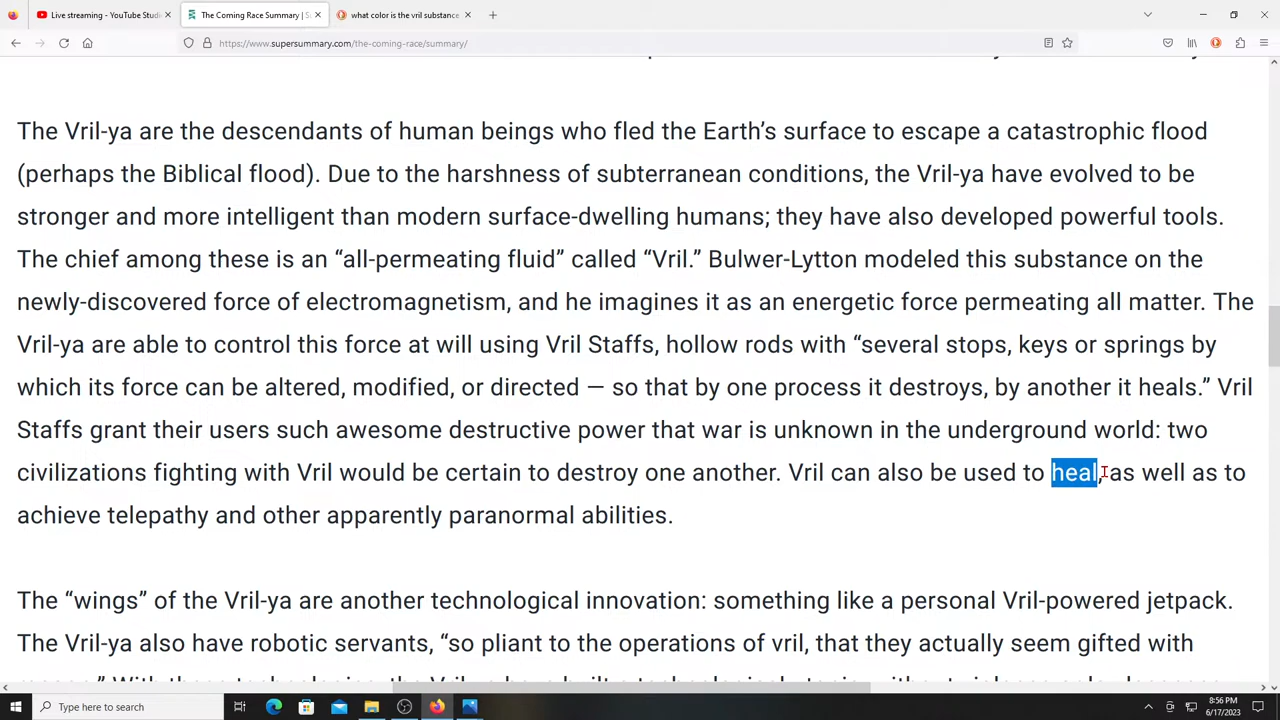 Live streaming - YouTube Studi
The Coming Race Summary | S
what color is the vril substance
https://www.supersummary.com/the-coming-race/summary/
The Vril-ya are the descendants of human beings who fled the Earth’s surface to escape a catastrophic flood
(perhaps the Biblical flood). Due to the harshness of subterranean conditions, the Vril-ya have evolved to be
stronger and more intelligent than modern surface-dwelling humans; they have also developed powerful tools.
The chief among these is an “all-permeating fluid” called “Vril.” Bulwer-Lytton modeled this substance on the
newly-discovered force of electromagnetism, and he imagines it as an energetic force permeating all matter. The
Vril-ya are able to control this force at will using Vril Staffs, hollow rods with “several stops, keys or springs by
which its force can be altered, modified, or directed — so that by one process it destroys, by another it heals.” Vril
Staffs grant their users such awesome destructive power that war is unknown in the underground world: two
civilizations fighting with Vril would be certain to destroy one another. Vril can also be used to heal, as well as to
achieve telepathy and other apparently paranormal abilities.
The “wings” of the Vril-ya are another technological innovation: something like a personal Vril-powered jetpack.
The Vril-ya also have robotic servants, “so pliant to the operations of vril, that they actually seem gifted with
Type here to search
8:56 PM
6/17/2023